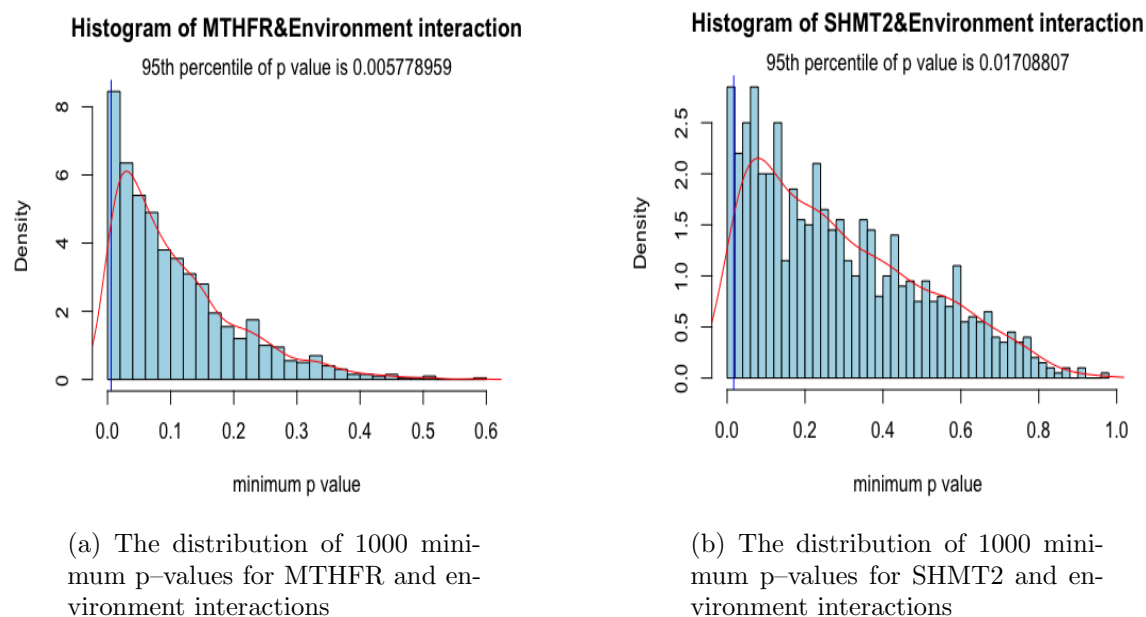 Histogram of MTHFR&Environment interaction
95th percentile of p value is 0.005778959
Density
8
6
4
2
0
0.0 0.1 0.2 0.3 0.4 0.5 0.6
minimum p value
(a) The distribution of 1000 mini-
mum p–values for MTHFR and en-
vironment interactions
Histogram of SHMT2&Environment interaction
95th percentile of p value is 0.01708807
Density
2.5
2.0
1.5
1.0
0.5
0.0
0.0 0.2 0.4 0.6 0.8 1.0
minimum p value
(b) The distribution of 1000 mini-
mum p–values for SHMT2 and en-
vironment interactions